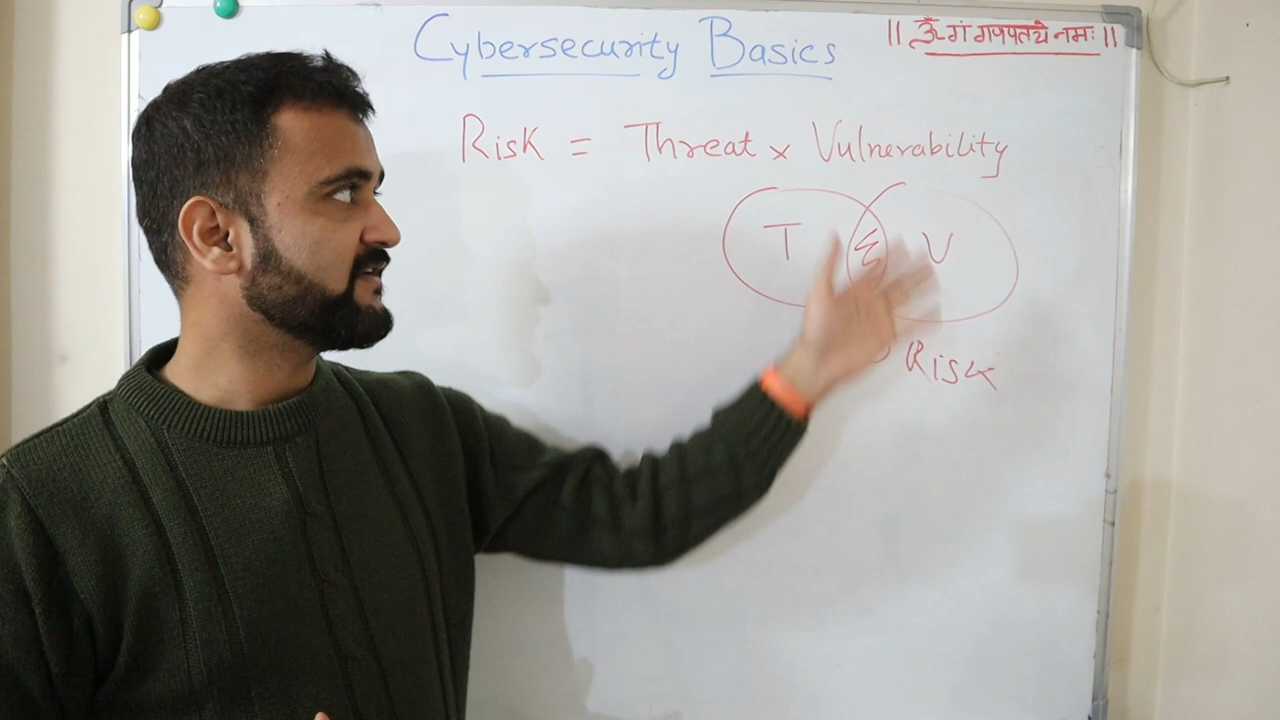 Cybersecurity Basics
|| ॐ गं गणपतये नमः ||
Risk = Threat x Vulnerability
T V
Risk